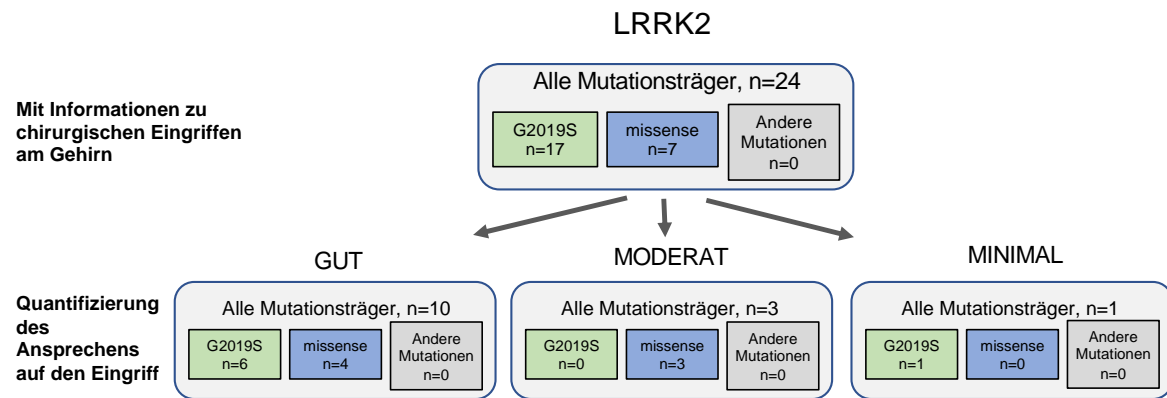 LRRK2
Mit Informationen zu
chirurgischen Eingriffen
am Gehirn
Alle Mutationsträger, n=24
G2019S
n=17
missense
n=7
Andere
Mutationen
n=0
GUT
MODERAT
MINIMAL
Quantifizierung
des
Ansprechens
auf den Eingriff
Alle Mutationsträger, n=10
G2019S
n=6
missense
n=4
Andere
Mutationen
n=0
Alle Mutationsträger, n=3
G2019S
n=0
missense
n=3
Andere
Mutationen
n=0
Alle Mutationsträger, n=1
G2019S
n=1
missense
n=0
Andere
Mutationen
n=0